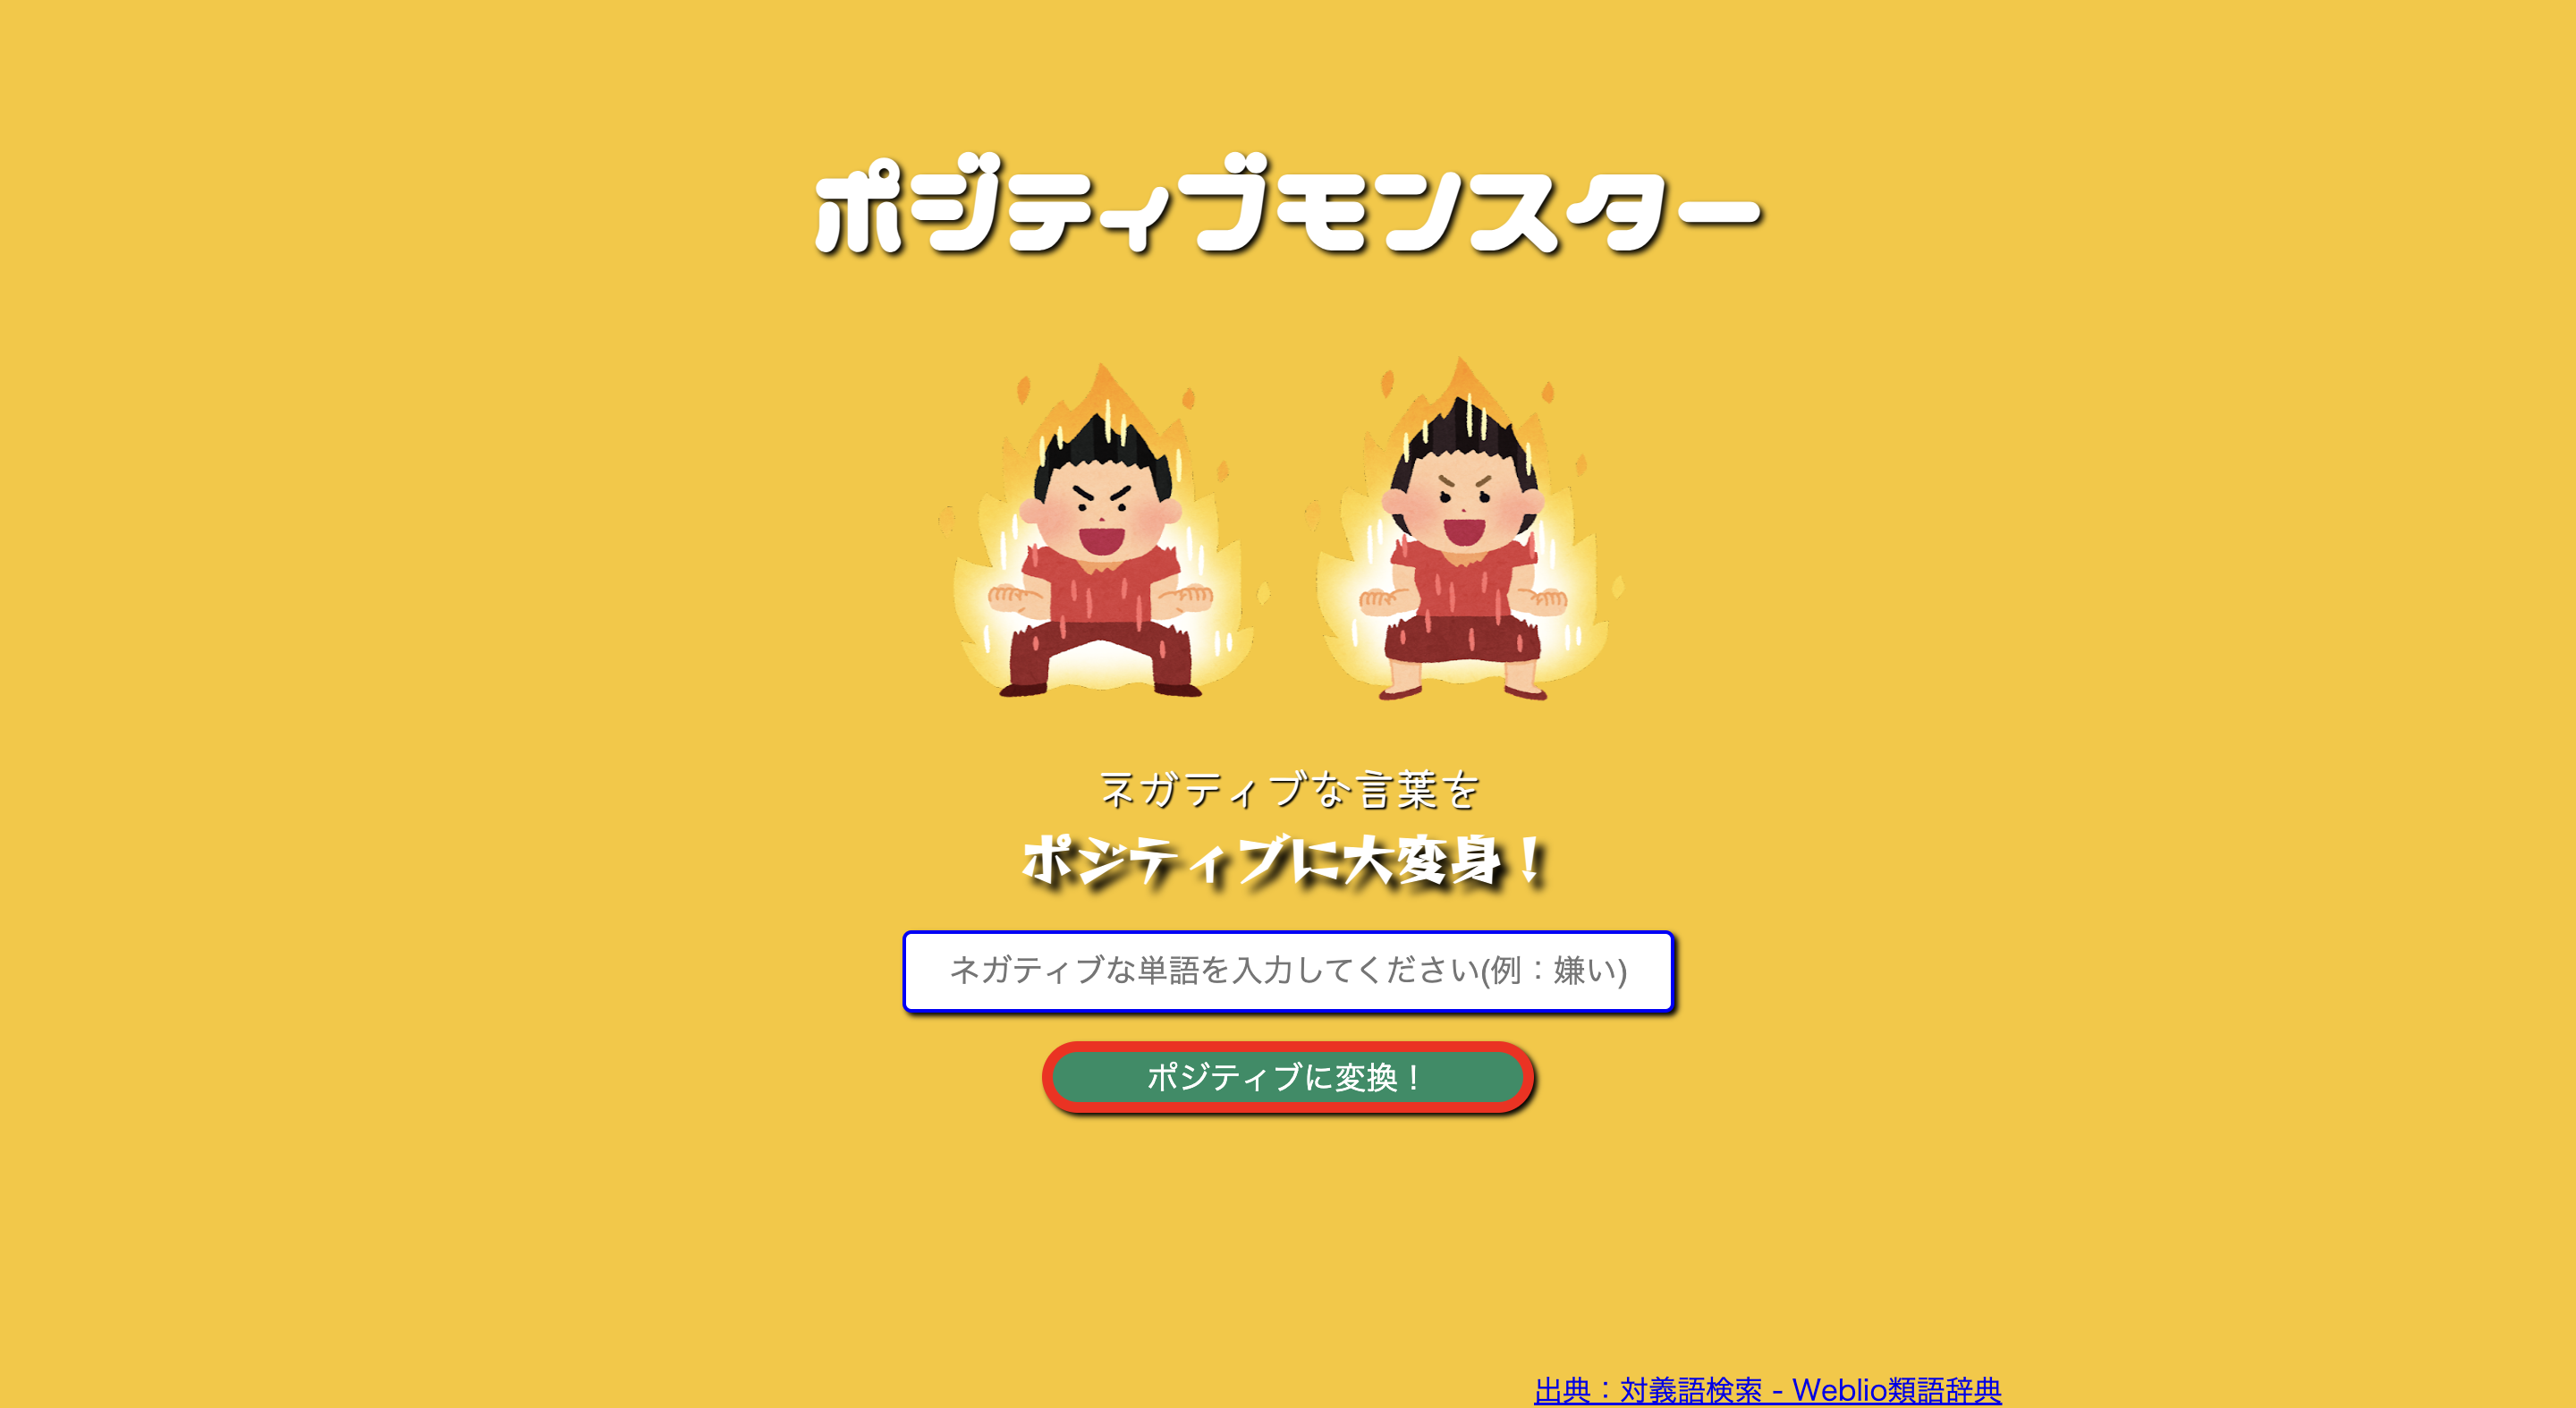 ポジティブモンスター
ネガティブな言葉を
ポジティブに大変身！
ネガティブな単語を入力してください(例：嫌い)
ポジティブに変換！
出典：対義語検索 - Weblio類語辞典